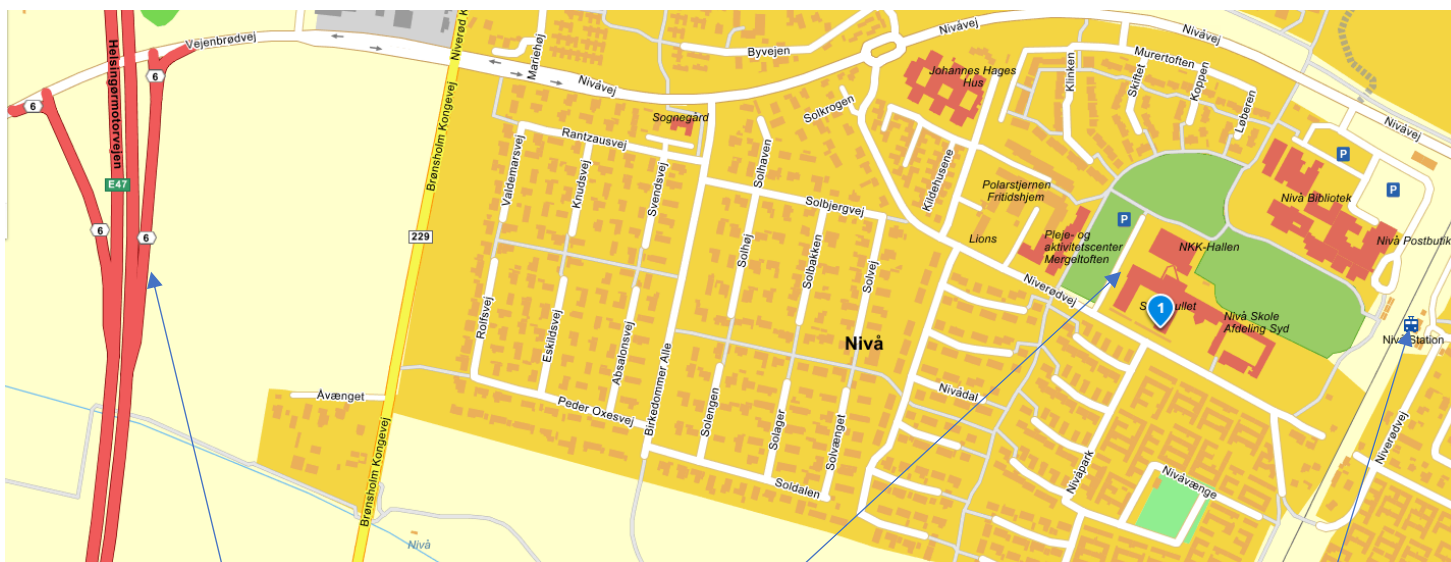 Vejenbrødvej
6
6
Helsingørmotorvejen
E47
6
6
Niverød Kongevej
Brønsholm Kongevej
229
Brønsholm Kongevej
Åvænget
Nivå
Mariehøj
Byvejen
Nivåvej
Nivåvej
Nivåvej
Nivåvej
Sognegård
Rantzausvej
Valdemarsvej
Knudsvej
Svendsvej
Rolfsvej
Eskildsvej
Absalonsvej
Peder Oxesvej
Birkedommer Alle
Solkrogen
Solhaven
Solbjergvej
Solhøj
Solbakken
Solvej
Solengen
Solager
Solvænget
Soldalen
Nivå
Johannes Hages
Hus
Kildehusene
Klinken
Murertoften
Skiftet
Koppen
Løberen
Polarstjernen
Fritidshjem
Lions
Pleje- og
aktivitetscenter
Mergeltoften
P
P
P
NKK-Hallen
Nivå Bibliotek
Nivå Postbutik
1
Nivå Skole
Afdeling Syd
Niverødvej
Nivå Station
Niverødvej
Nivådal
Nivåpark
Nivåvænge